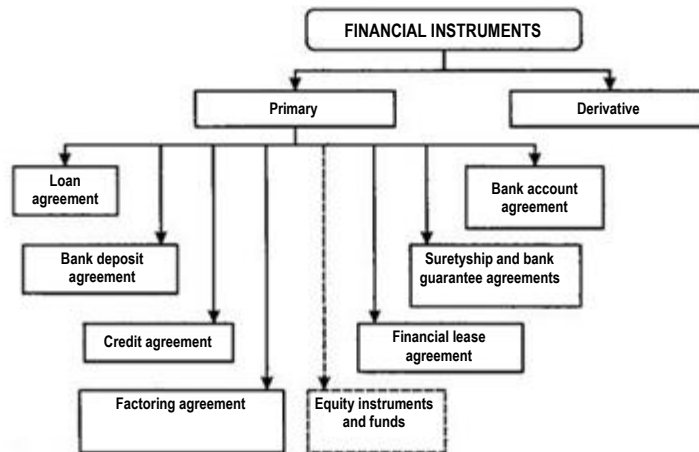 FINANCIAL INSTRUMENTS
Primary
Derivative
Loan
agreement
Bank account
agreement
Bank deposit
agreement
Suretyship and bank
guarantee agreements
Credit agreement
Financial lease
agreement
Factoring agreement
Equity instruments
and funds